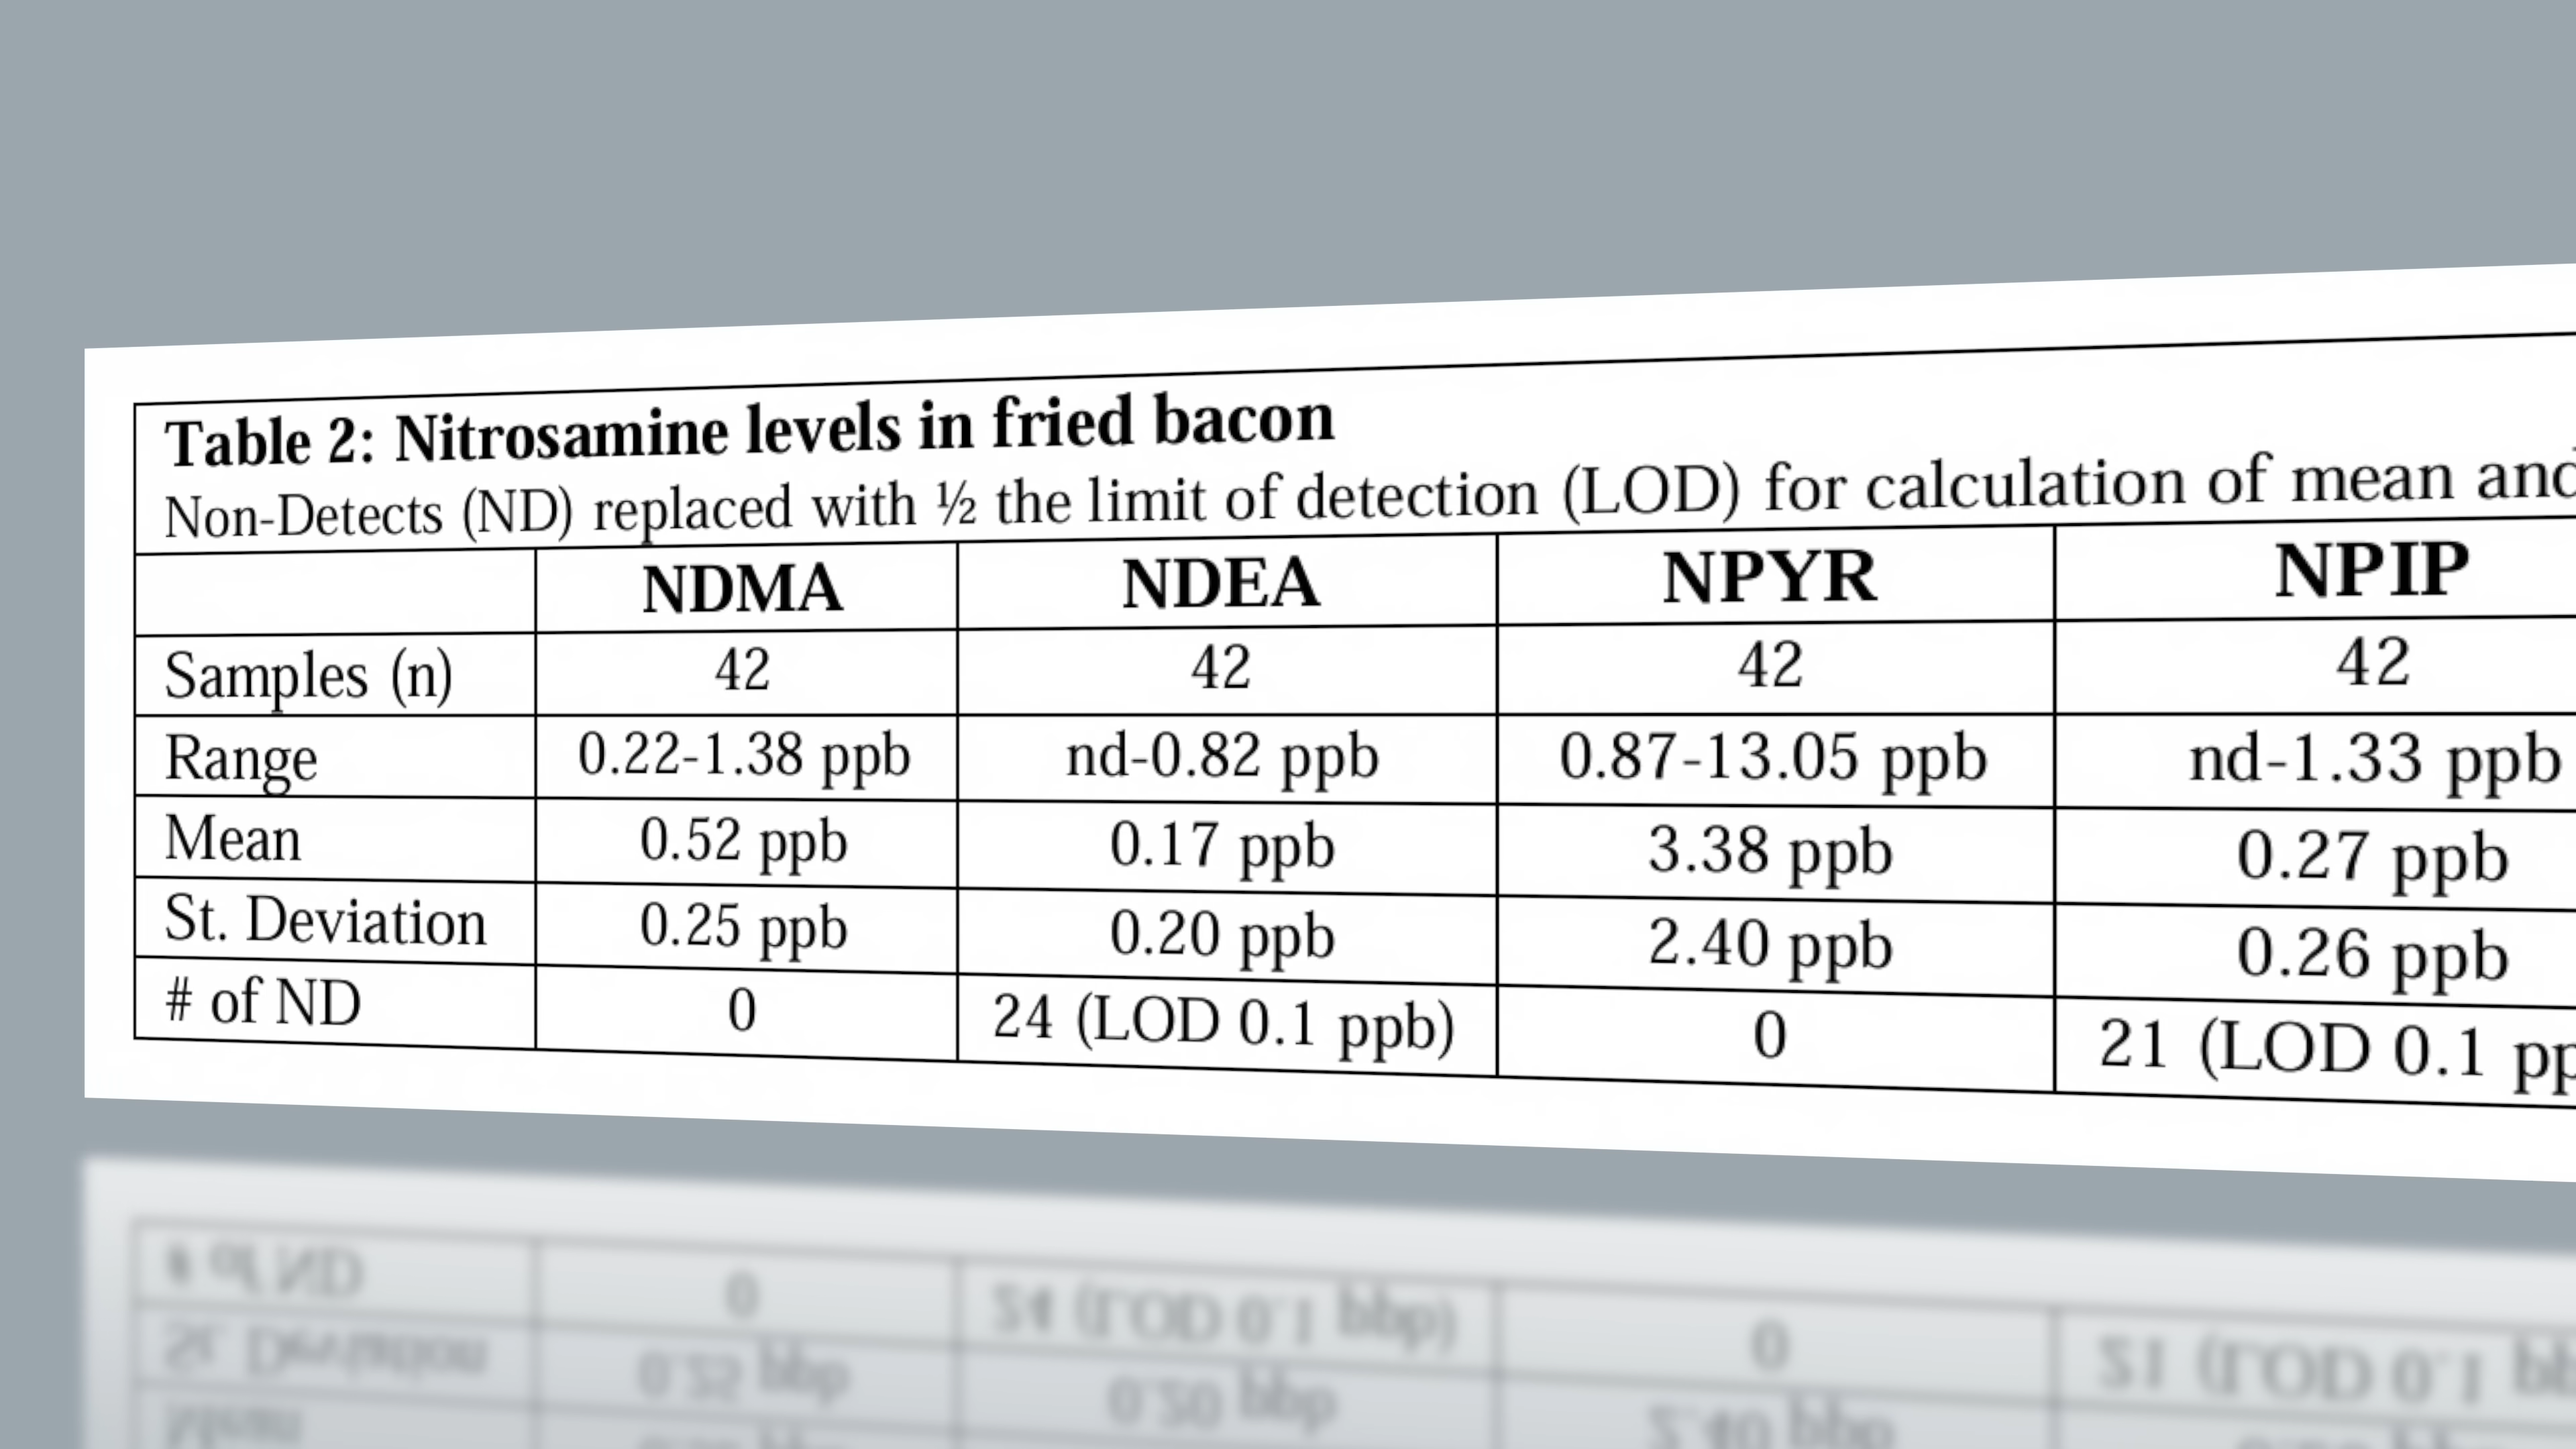 Table 2: Nitrosamine levels in fried bacon
Non-Detects (ND) replaced with ½ the limit of detection (LOD) for calculation of mean and
NDMA NDEA NPYR NPIP
Samples (n) 42 42 42 42
Range 0.22-1.38 ppb nd-0.82 ppb 0.87-13.05 ppb nd-1.33 ppb
Mean 0.52 ppb 0.17 ppb 3.38 ppb 0.27 ppb
St. Deviation 0.25 ppb 0.20 ppb 2.40 ppb 0.26 ppb
# of ND 0 24 (LOD 0.1 ppb) 0 21 (LOD 0.1